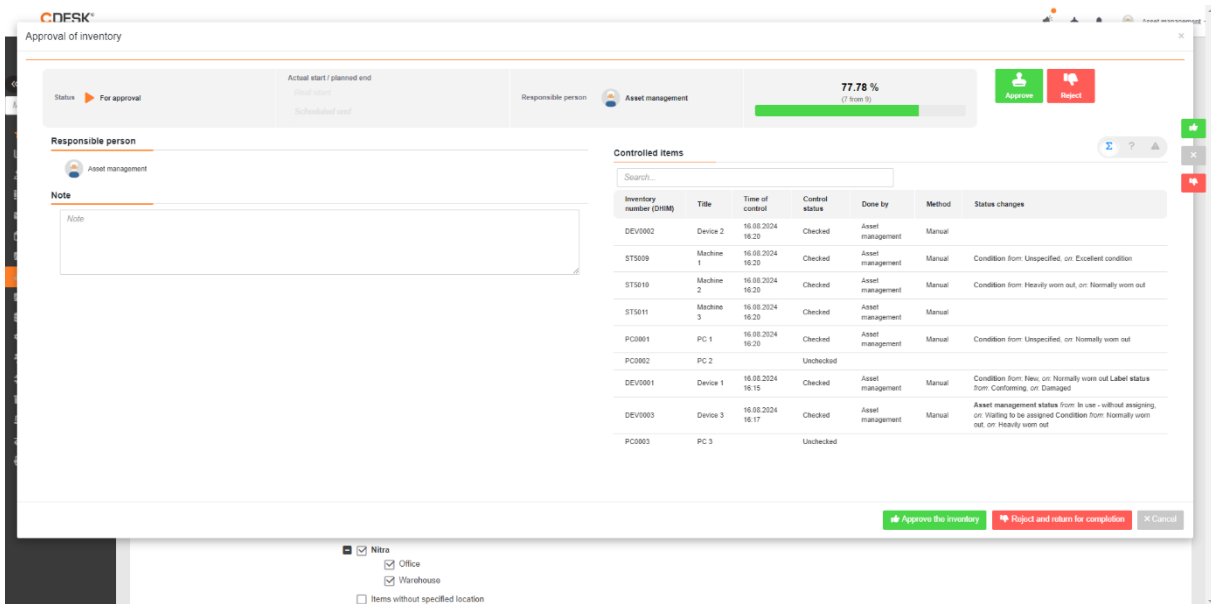 CDESK®
Asset management
Approval of inventory
×
Status For approval
Actual start / planned end
Real start
Scheduled end
Responsible person Asset management
77.78 %
(7 from 9)
Approve
Reject
Responsible person
Asset management
Note
Note
Controlled items
Σ ?
Search...
Inventory number (DHIM) Title Time of control Control status Done by Method Status changes
DEV0002 Device 2 16.08.2024 16:20 Checked Asset management Manual
STS009 Machine 1 16.08.2024 16:20 Checked Asset management Manual Condition from: Unspecified, on: Excellent condition
STS010 Machine 2 16.08.2024 16:20 Checked Asset management Manual Condition from: Heavily worn out, on: Normally worn out
STS011 Machine 3 16.08.2024 16:20 Checked Asset management Manual
PC0001 PC 1 16.08.2024 16:20 Checked Asset management Manual Condition from: Unspecified, on: Normally worn out
PC0002 PC 2 Unchecked
DEV0001 Device 1 16.08.2024 16:15 Checked Asset management Manual Condition from: New, on: Normally worn out Label status from: Conforming, on: Damaged
DEV0003 Device 3 16.08.2024 16:17 Checked Asset management Manual Asset management status from: In use - without assigning, on: Waiting to be assigned Condition from: Normally worn out, on: Heavily worn out
PC0003 PC 3 Unchecked
Approve the inventory
Reject and return for completion
× Cancel
Nitra
Office
Warehouse
Items without specified location